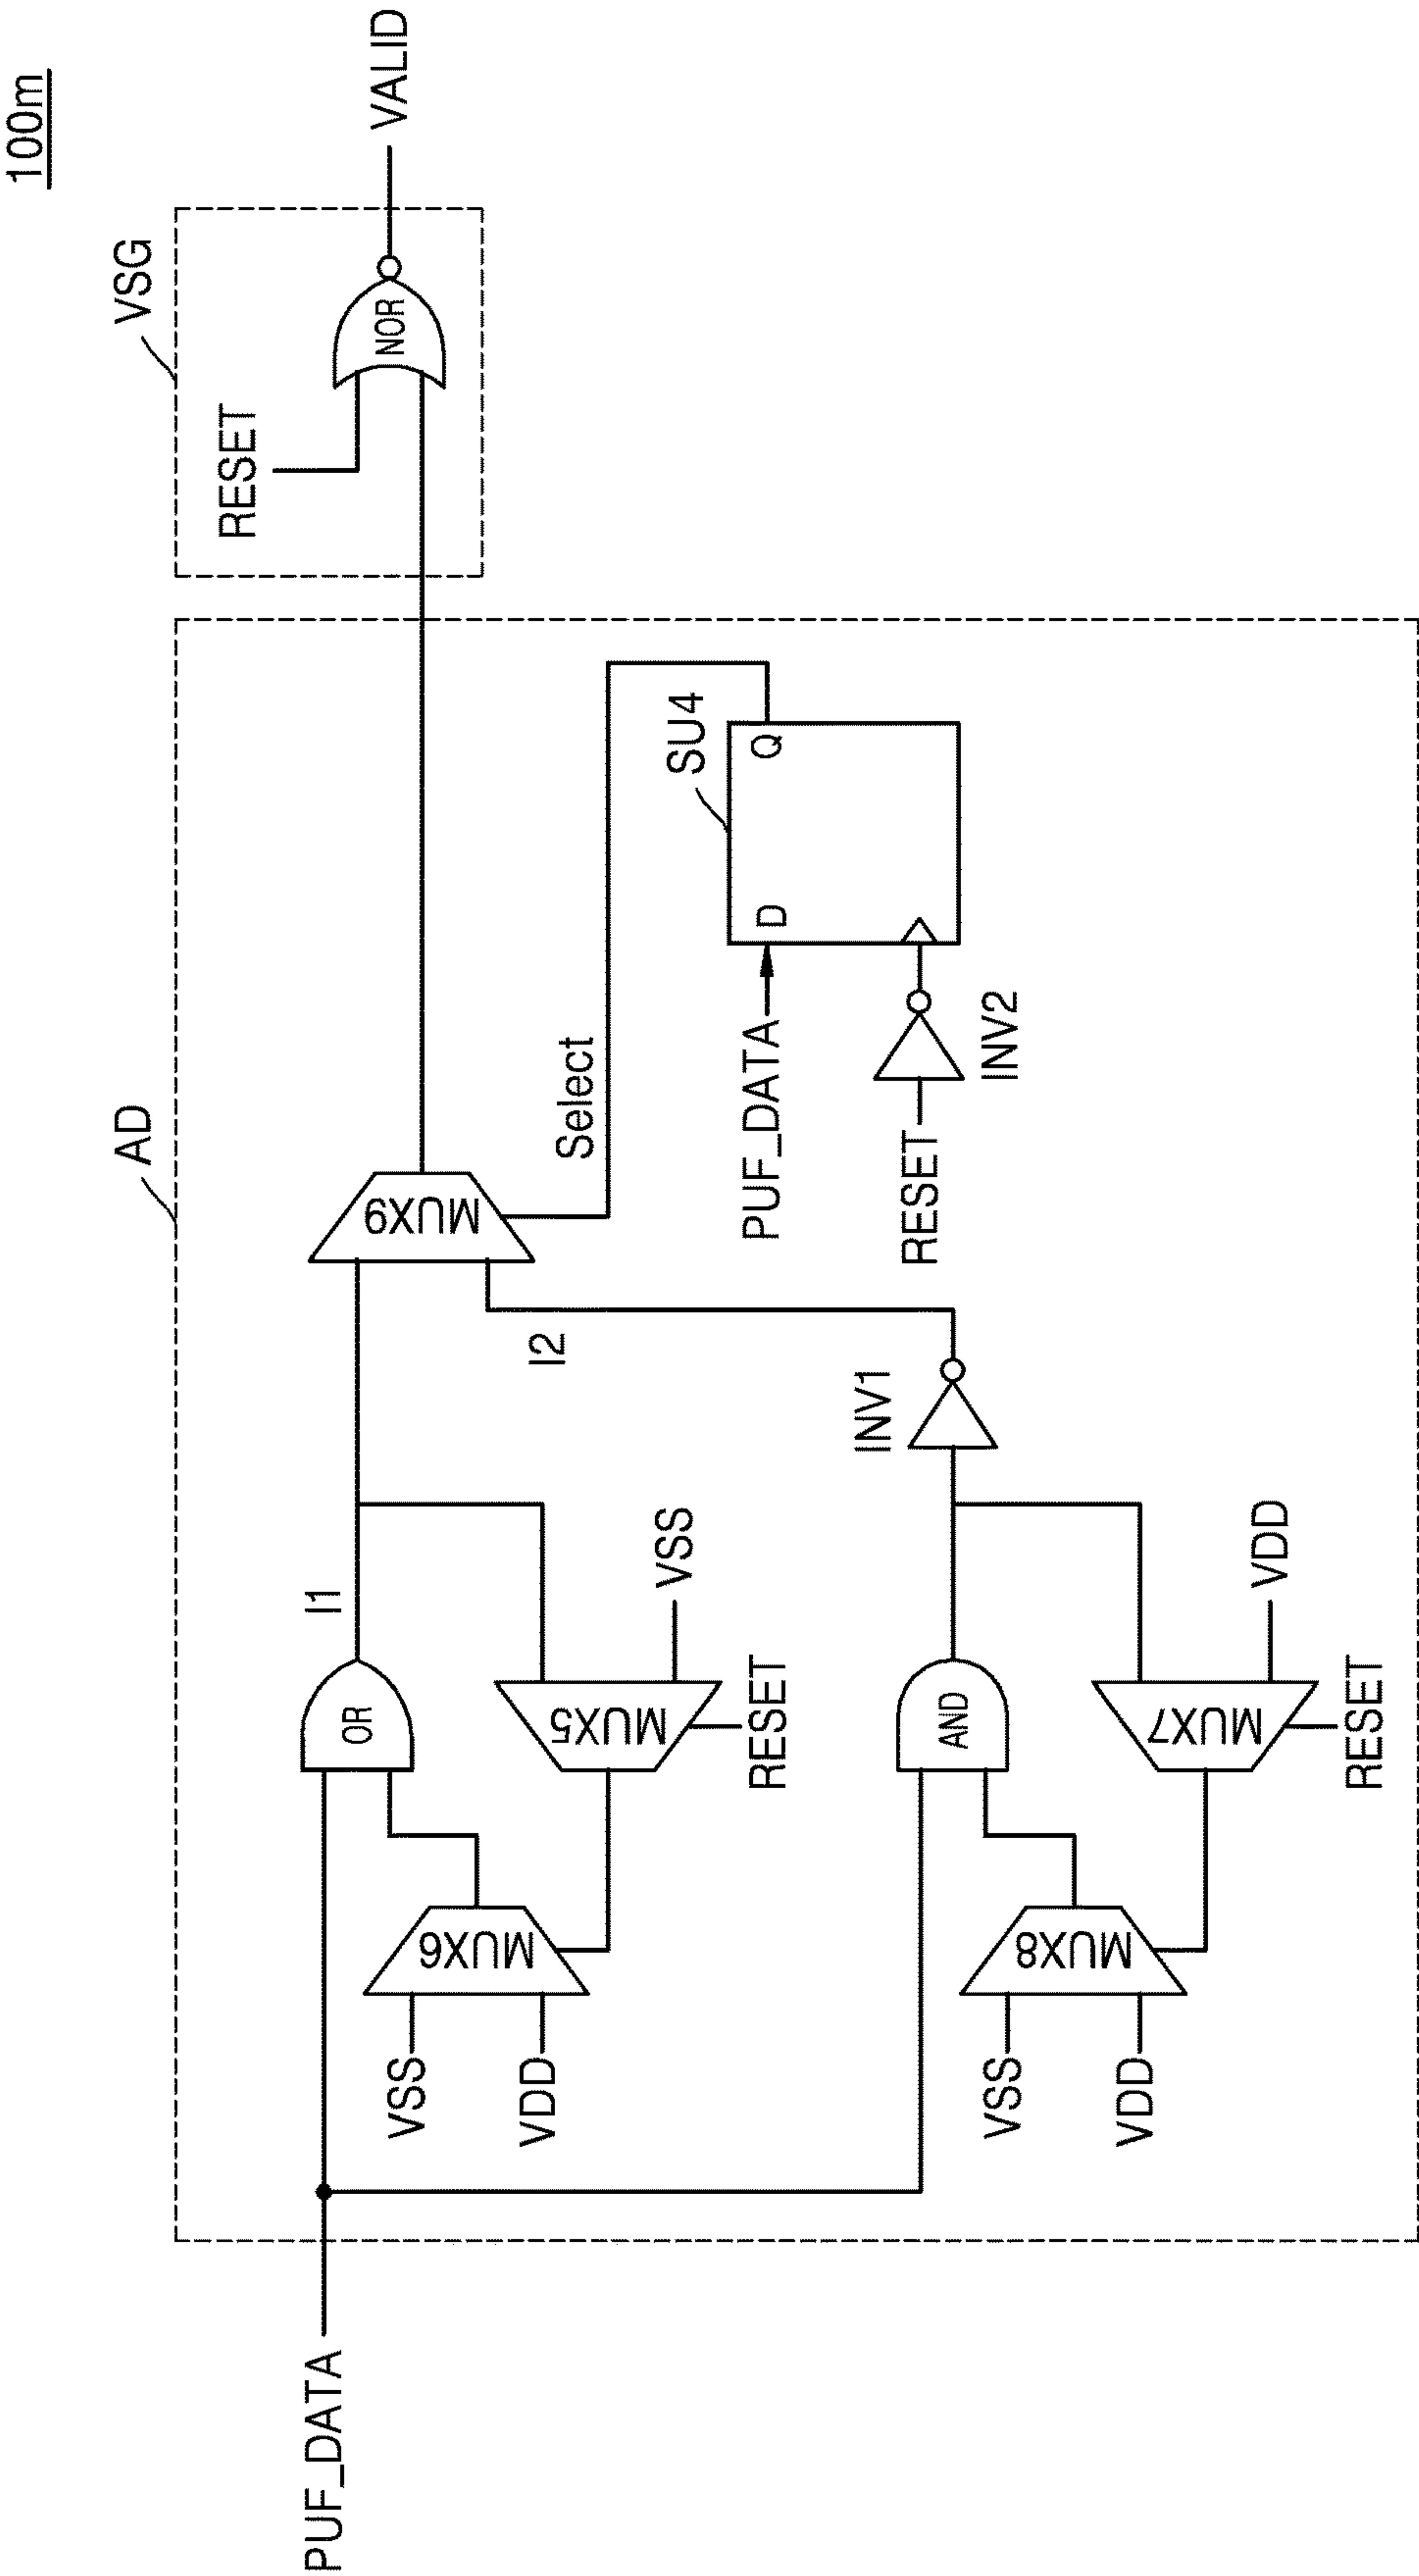 100m
AD
VSG
PUF_DATA
VSS
VDD
MUX6
OR
I1
MUX5
VSS
RESET
MUX9
I2
Select
RESET
NOR
VALID
VSS
VDD
MUX8
AND
MUX7
VDD
RESET
INV1
PUF_DATA
RESET
INV2
SU4
D
Q